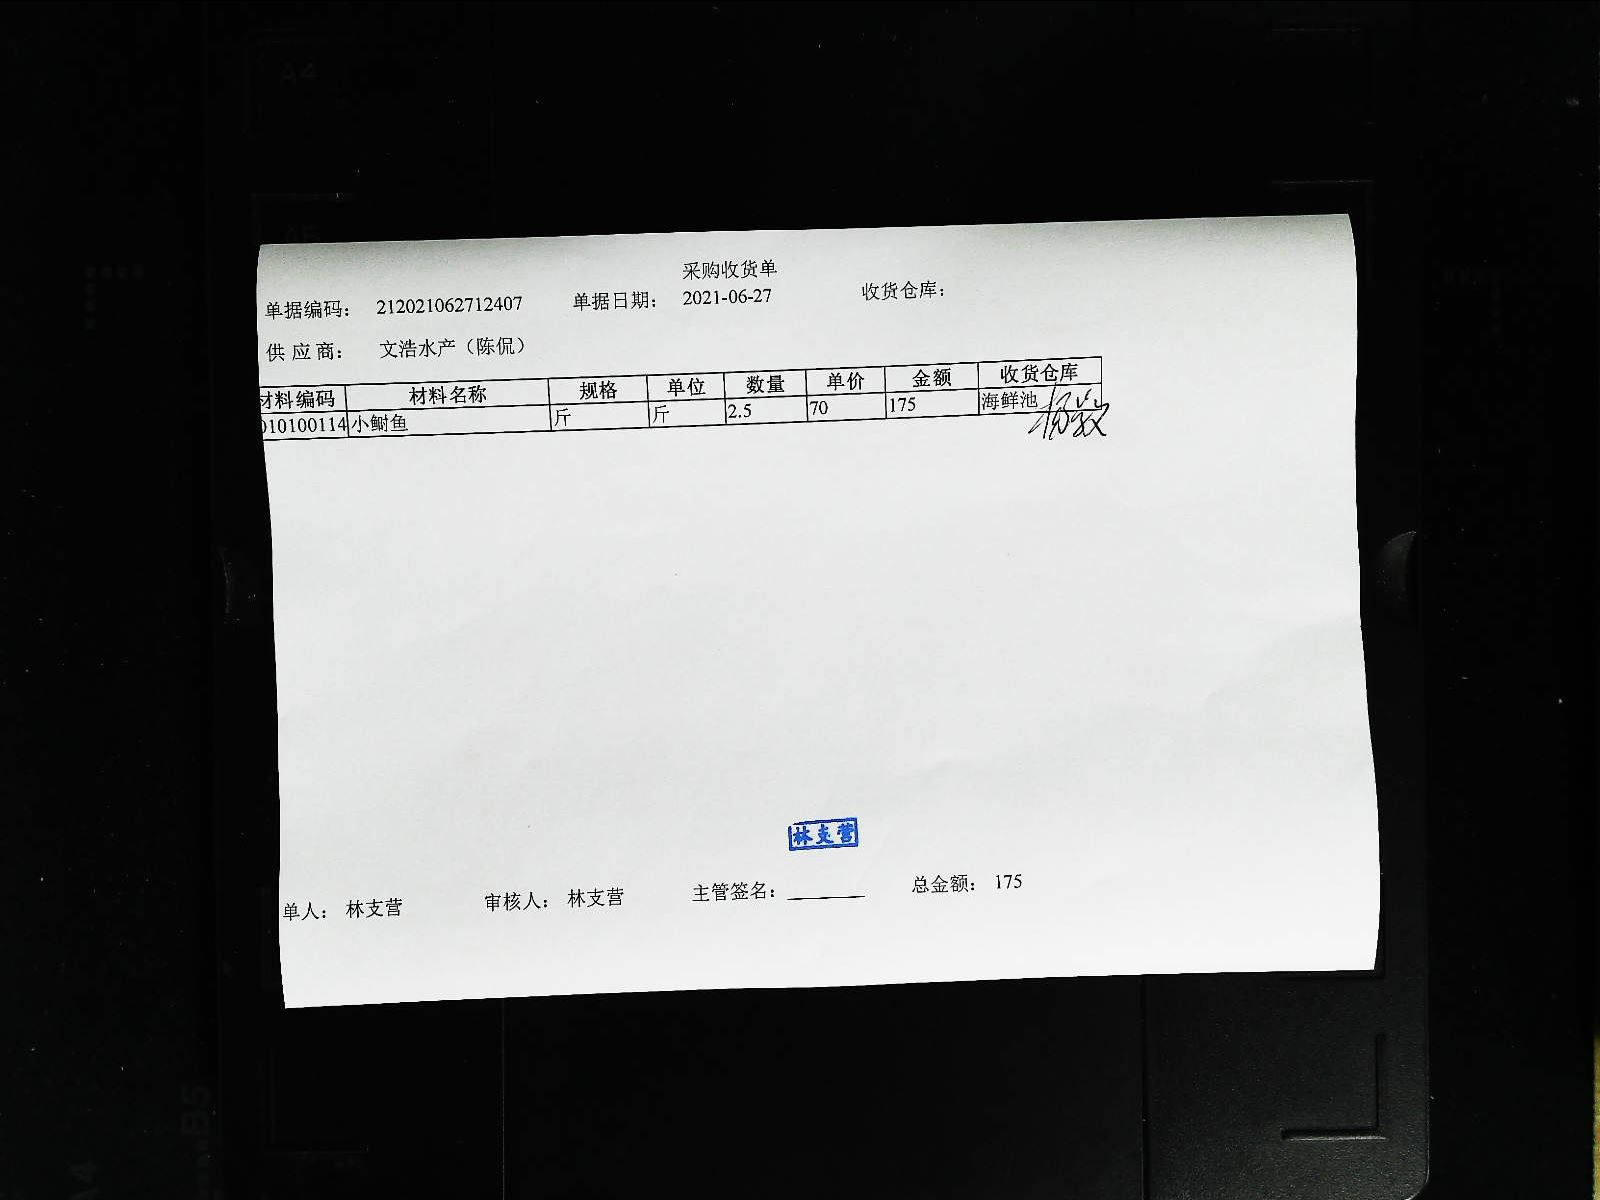 采购收货单
单据编码： 212021062712407 单据日期： 2021-06-27 收货仓库：
供 应 商： 文浩水产（陈侃）
材料编码 材料名称 规格 单位 数量 单价 金额 收货仓库
010100114 小鲥鱼 斤 斤 2.5 70 175 海鲜池
林支营
单人： 林支营 审核人： 林支营 主管签名： 总金额： 175
A4
A5
B5
A4